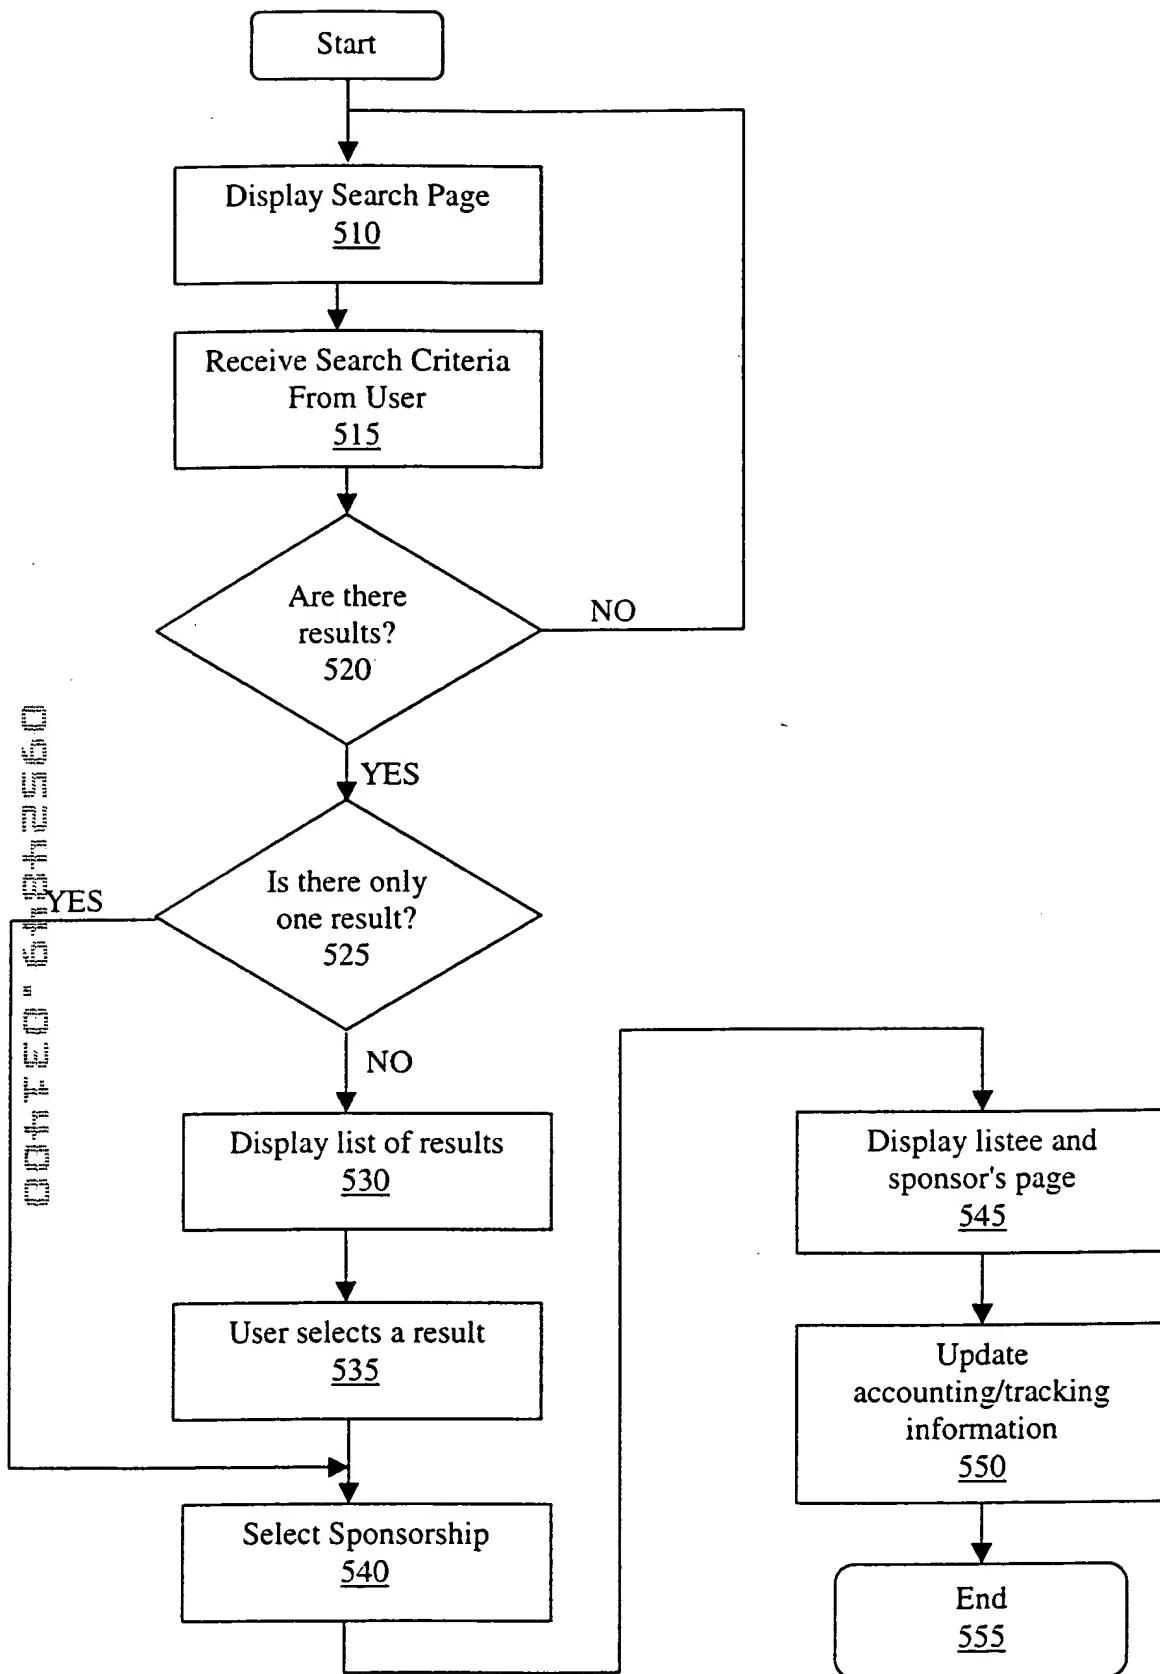 Start
Display Search Page
510
Receive Search Criteria
From User
515
Are there
results?
520
NO
YES
Is there only
one result?
525
YES
NO
Display list of results
530
User selects a result
535
Select Sponsorship
540
Display listee and
sponsor's page
545
Update
accounting/tracking
information
550
End
555